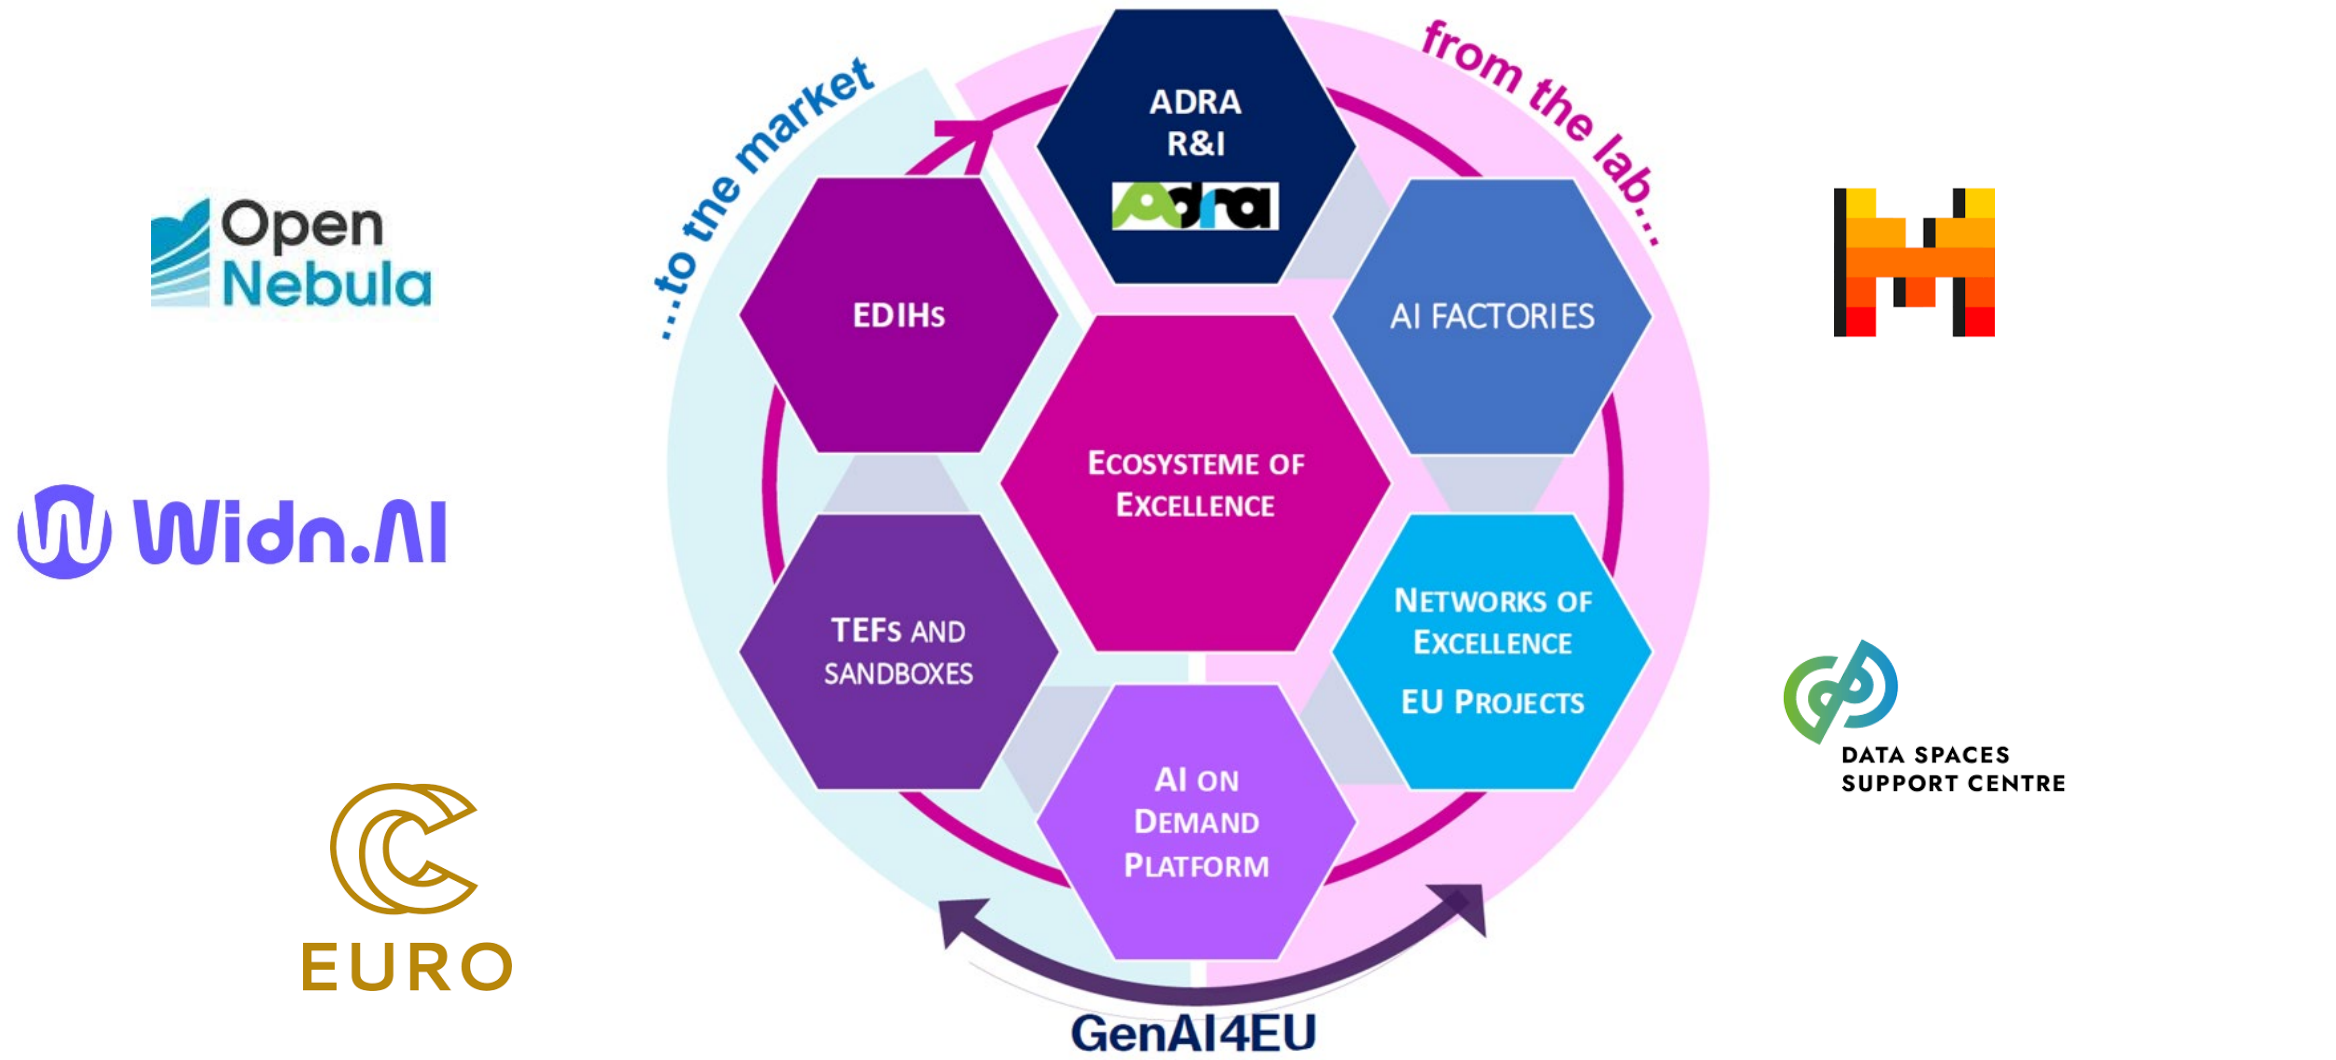 ...to tne market
from the lab...
ADRA
R&I
Adra
Open
Nebula
EDIHs
AI FACTORIES
ECOSYSTEME OF
EXCELLENCE
Widn.AI
TEFs AND
SANDBOXES
NETWORKS OF
EXCELLENCE
EU PROJECTS
AI ON
DEMAND
PLATFORM
DATA SPACES
SUPPORT CENTRE
EURO
GenAI4EU